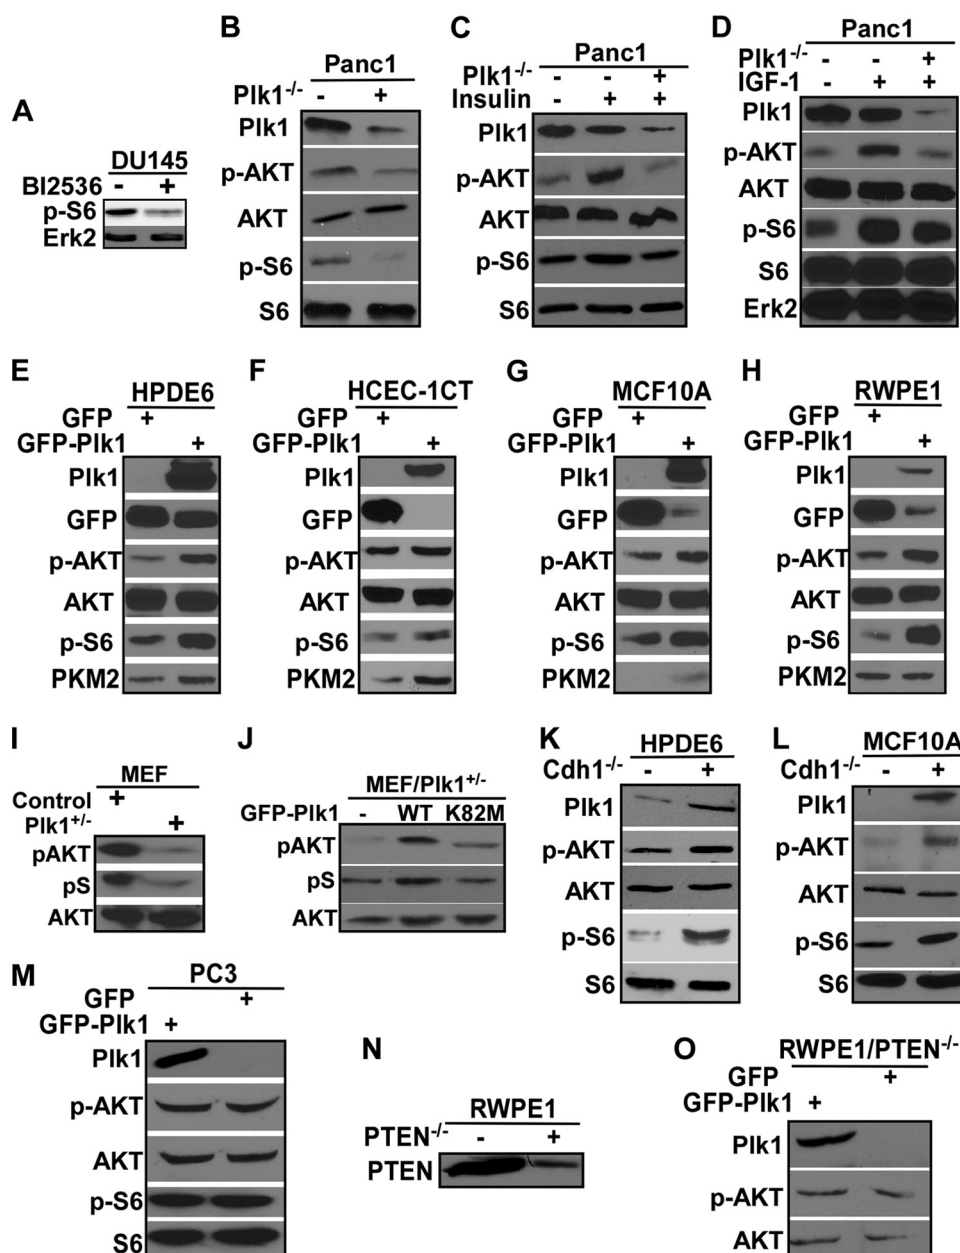 A
DU145
BI2536 - +
p-S6
Erk2
B
Panc1
Plk1-/- - +
Plk1
p-AKT
AKT
p-S6
S6
C
Panc1
Plk1-/- - - +
Insulin - + +
Plk1
p-AKT
AKT
p-S6
S6
D
Panc1
Plk1-/- - - +
IGF-1 - + +
Plk1
p-AKT
AKT
p-S6
S6
Erk2
E
HPDE6
GFP +
GFP-Plk1 +
Plk1
GFP
p-AKT
AKT
p-S6
PKM2
F
HCEC-1CT
GFP +
GFP-Plk1 +
Plk1
GFP
p-AKT
AKT
p-S6
PKM2
G
MCF10A
GFP +
GFP-Plk1 +
Plk1
GFP
p-AKT
AKT
p-S6
PKM2
H
RWPE1
GFP +
GFP-Plk1 +
Plk1
GFP
p-AKT
AKT
p-S6
PKM2
I
MEF
Control +
Plk1+/- +
pAKT
pS
AKT
J
MEF/Plk1+/-
GFP-Plk1 - WT K82M
pAKT
pS
AKT
K
HPDE6
Cdh1-/- - +
Plk1
p-AKT
AKT
p-S6
S6
L
MCF10A
Cdh1-/- - +
Plk1
p-AKT
AKT
p-S6
S6
M
PC3
GFP +
GFP-Plk1 +
Plk1
p-AKT
AKT
p-S6
S6
N
RWPE1
PTEN-/- - +
PTEN
O
RWPE1/PTEN-/-
GFP +
GFP-Plk1 +
Plk1
p-AKT
AKT